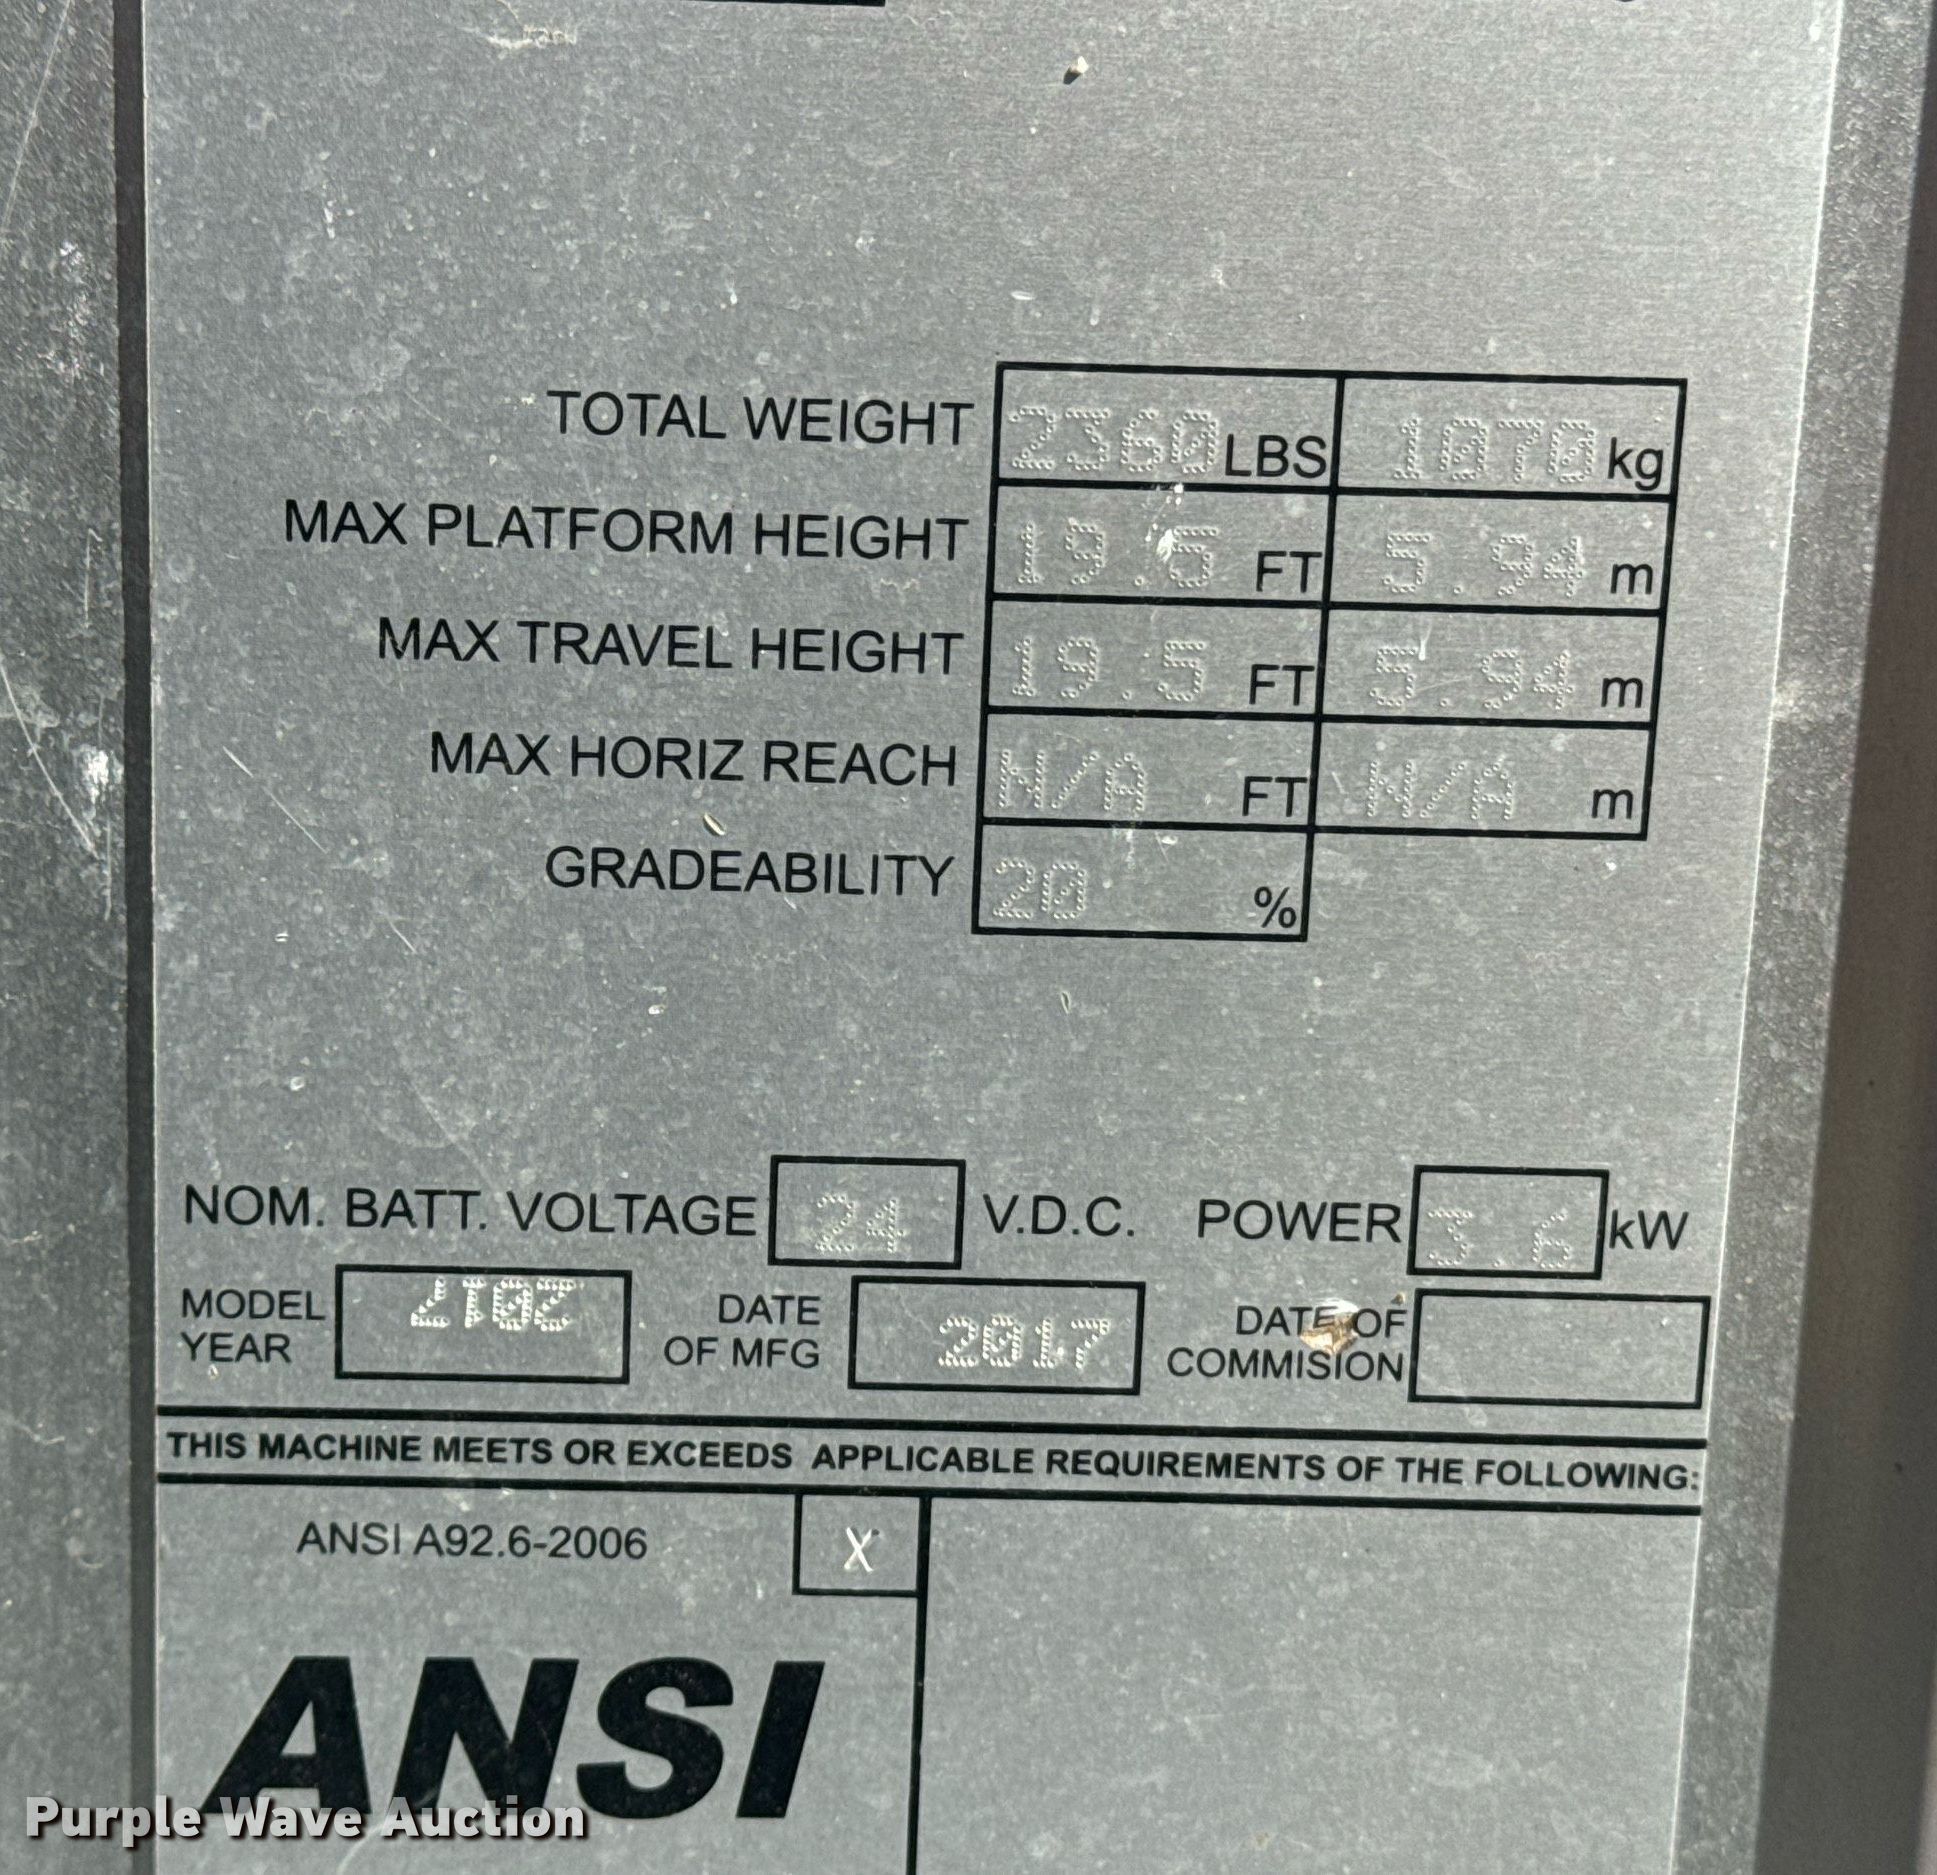 TOTAL WEIGHT 2360 LBS 1070 kg
MAX PLATFORM HEIGHT 19.5 FT 5.94 m
MAX TRAVEL HEIGHT 19.5 FT 5.94 m
MAX HORIZ REACH N/A FT N/A m
GRADEABILITY 20 %
NOM. BATT. VOLTAGE 24 V.D.C. POWER 3.6 kW
MODEL YEAR 2017 DATE OF MFG 2017 DATE OF COMMISION
THIS MACHINE MEETS OR EXCEEDS APPLICABLE REQUIREMENTS OF THE FOLLOWING:
ANSI A92.6-2006 X
ANSI
Purple Wave Auction